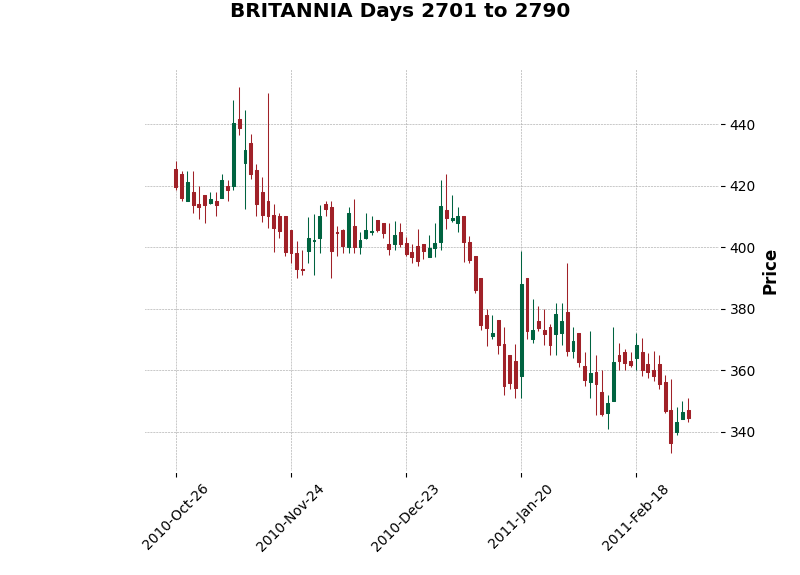 BRITANNIA Days 2701 to 2790
440
420
400
380
360
340
Price
2010-Oct-26
2010-Nov-24
2010-Dec-23
2011-Jan-20
2011-Feb-18